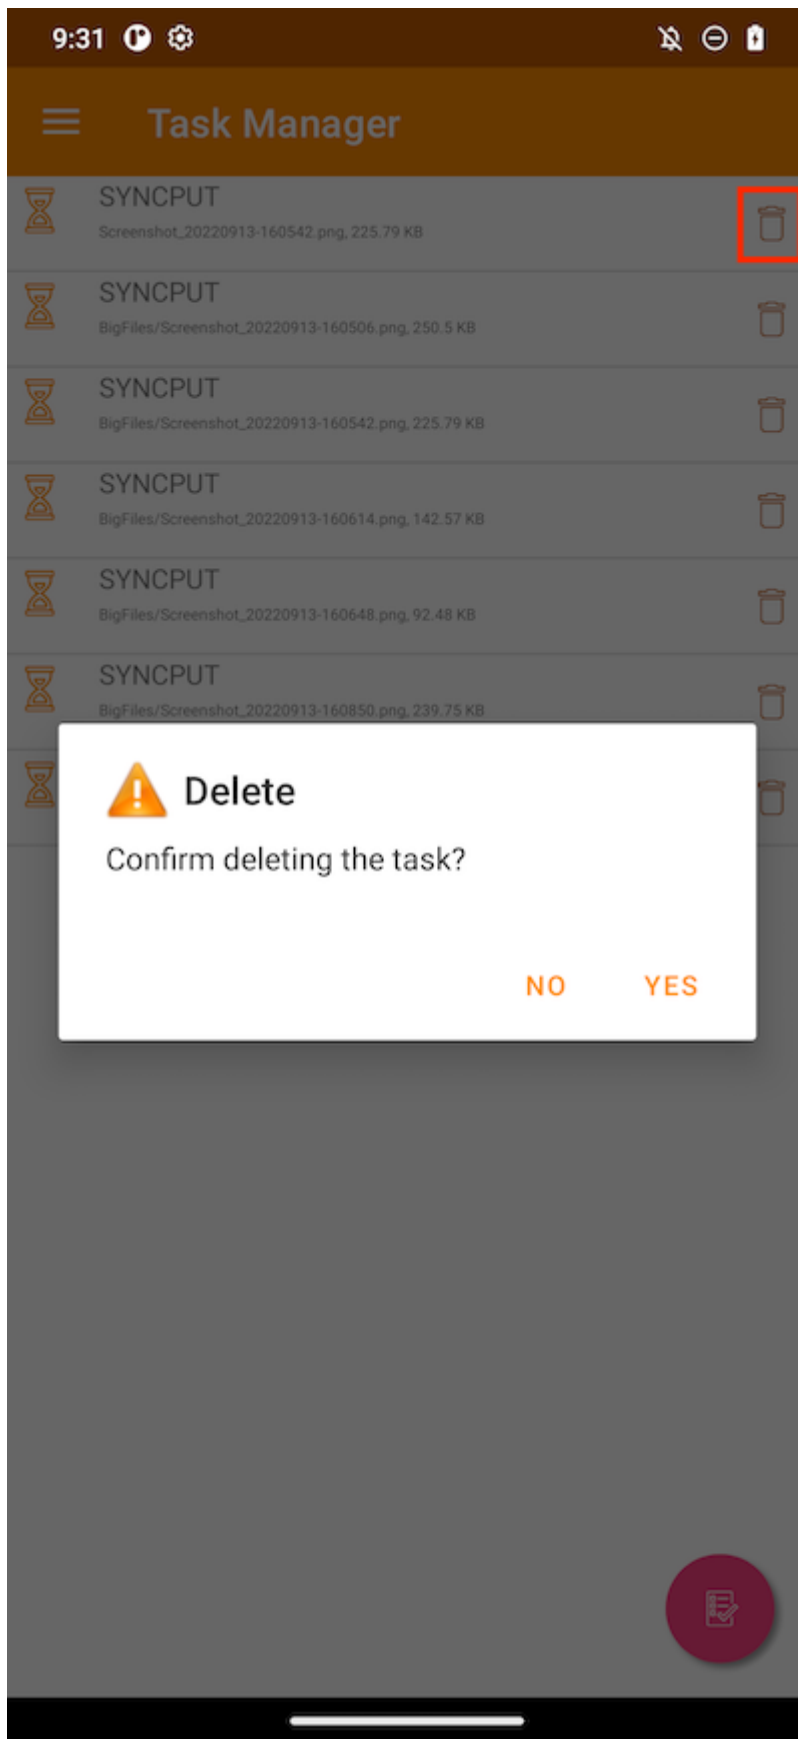 9:31
Task Manager
SYNCPUT
Screenshot_20220913-160542.png, 225.79 KB
SYNCPUT
BigFiles/Screenshot_20220913-160506.png, 250.5 KB
SYNCPUT
BigFiles/Screenshot_20220913-160542.png, 225.79 KB
SYNCPUT
BigFiles/Screenshot_20220913-160614.png, 142.57 KB
SYNCPUT
BigFiles/Screenshot_20220913-160648.png, 92.48 KB
SYNCPUT
BigFiles/Screenshot_20220913-160850.png, 239.75 KB
Delete
Confirm deleting the task?
NO YES